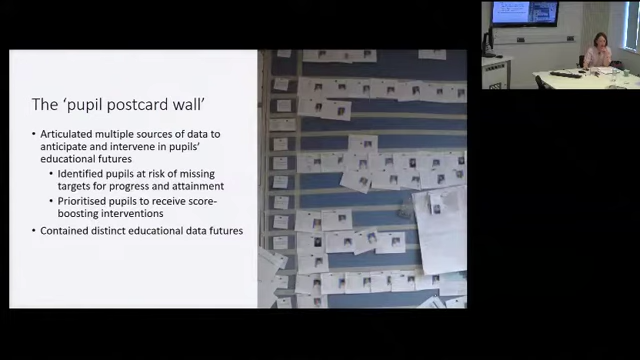 The 'pupil postcard wall'
• Articulated multiple sources of data to
anticipate and intervene in pupils'
educational futures
• Identified pupils at risk of missing
targets for progress and attainment
• Prioritised pupils to receive score-
boosting interventions
• Contained distinct educational data futures